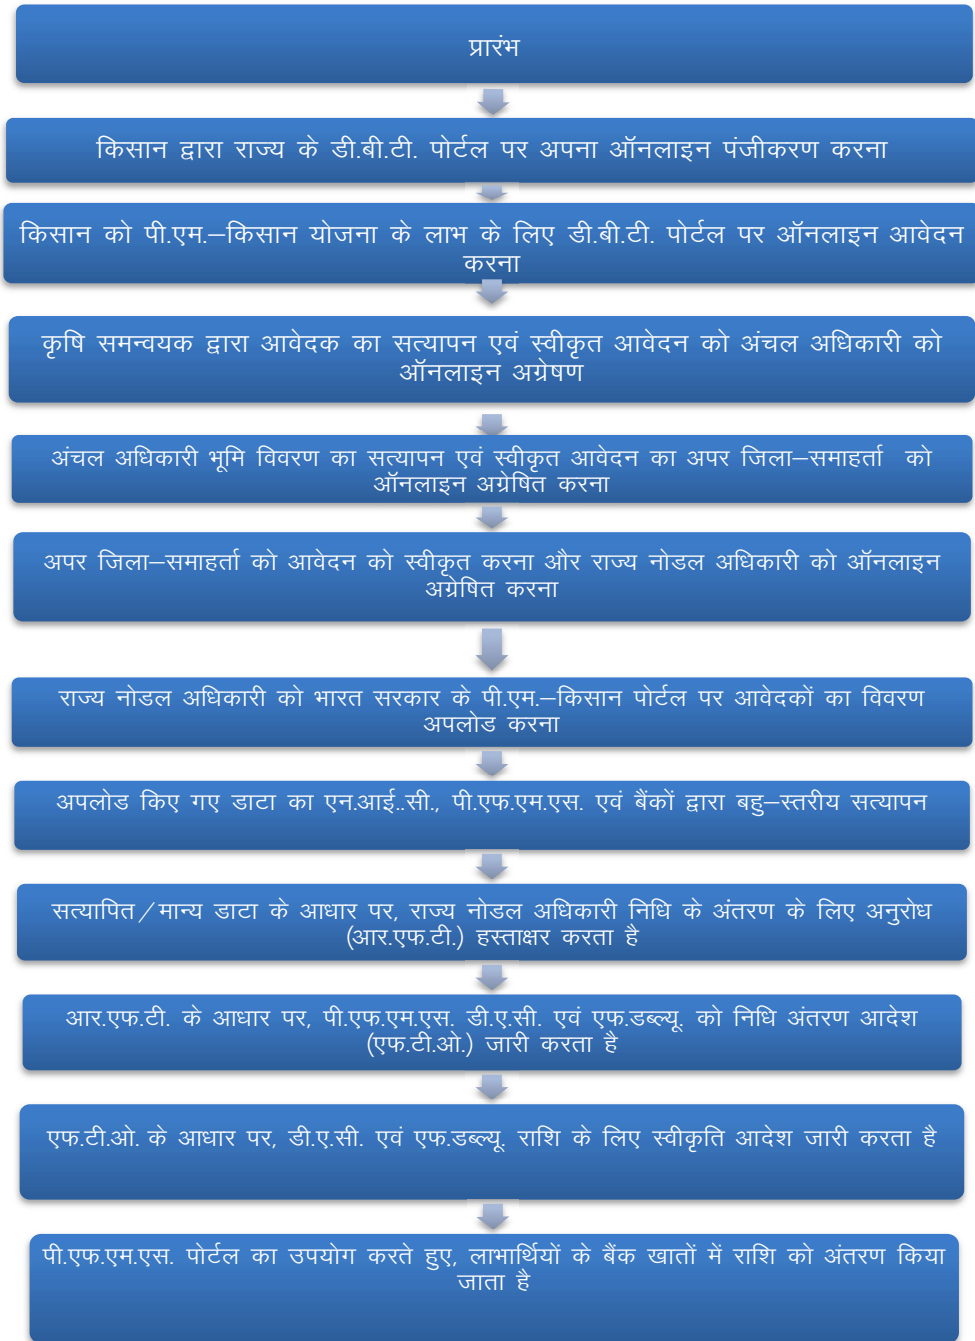 प्रारंभ
किसान द्वारा राज्य के डी.बी.टी. पोर्टल पर अपना ऑनलाइन पंजीकरण करना
किसान को पी.एम.–किसान योजना के लाभ के लिए डी.बी.टी. पोर्टल पर ऑनलाइन आवेदन
करना
कृषि समन्वयक द्वारा आवेदक का सत्यापन एवं स्वीकृत आवेदन को अंचल अधिकारी को
ऑनलाइन अग्रेषण
अंचल अधिकारी भूमि विवरण का सत्यापन एवं स्वीकृत आवेदन का अपर जिला–समाहर्ता को
ऑनलाइन अग्रेषित करना
अपर जिला–समाहर्ता को आवेदन को स्वीकृत करना और राज्य नोडल अधिकारी को ऑनलाइन
अग्रेषित करना
राज्य नोडल अधिकारी को भारत सरकार के पी.एम.–किसान पोर्टल पर आवेदकों का विवरण
अपलोड करना
अपलोड किए गए डाटा का एन.आई..सी., पी.एफ.एम.एस. एवं बैंकों द्वारा बहु–स्तरीय सत्यापन
सत्यापित/मान्य डाटा के आधार पर, राज्य नोडल अधिकारी निधि के अंतरण के लिए अनुरोध
(आर.एफ.टी.) हस्ताक्षर करता है
आर.एफ.टी. के आधार पर, पी.एफ.एम.एस. डी.ए.सी. एवं एफ.डब्ल्यू. को निधि अंतरण आदेश
(एफ.टी.ओ.) जारी करता है
एफ.टी.ओ. के आधार पर, डी.ए.सी. एवं एफ.डब्ल्यू. राशि के लिए स्वीकृति आदेश जारी करता है
पी.एफ.एम.एस. पोर्टल का उपयोग करते हुए, लाभार्थियों के बैंक खातों में राशि को अंतरण किया
जाता है